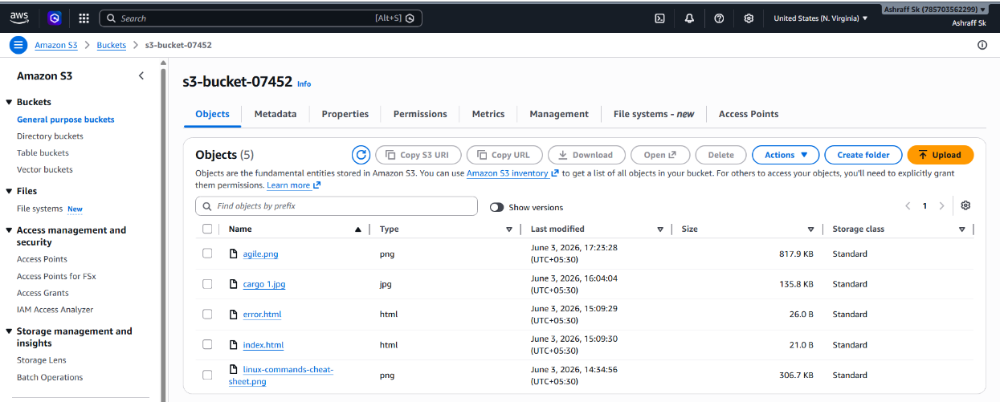 aws
Search
[Alt+S]
United States (N. Virginia)
Ashraff Sk (785703562299)
Ashraff Sk
Amazon S3
Buckets
s3-bucket-07452
Amazon S3
Buckets
General purpose buckets
Directory buckets
Table buckets
Vector buckets
Files
File systems New
Access management and
security
Access Points
Access Points for FSx
Access Grants
IAM Access Analyzer
Storage management and
insights
Storage Lens
Batch Operations
s3-bucket-07452 Info
Objects Metadata Properties Permissions Metrics Management File systems - new Access Points
Objects (5)
Copy S3 URI Copy URL Download Open Delete Actions Create folder Upload
Objects are the fundamental entities stored in Amazon S3. You can use Amazon S3 inventory to get a list of all objects in your bucket. For others to access your objects, you'll need to explicitly grant
them permissions. Learn more
Find objects by prefix
Show versions
1
Name Type Last modified Size Storage class
agile.png png June 3, 2026, 17:23:28 (UTC+05:30) 817.9 KB Standard
cargo 1.jpg jpg June 3, 2026, 16:04:04 (UTC+05:30) 135.8 KB Standard
error.html html June 3, 2026, 15:09:29 (UTC+05:30) 26.0 B Standard
index.html html June 3, 2026, 15:09:30 (UTC+05:30) 21.0 B Standard
linux-commands-cheat-sheet.png png June 3, 2026, 14:34:56 (UTC+05:30) 306.7 KB Standard